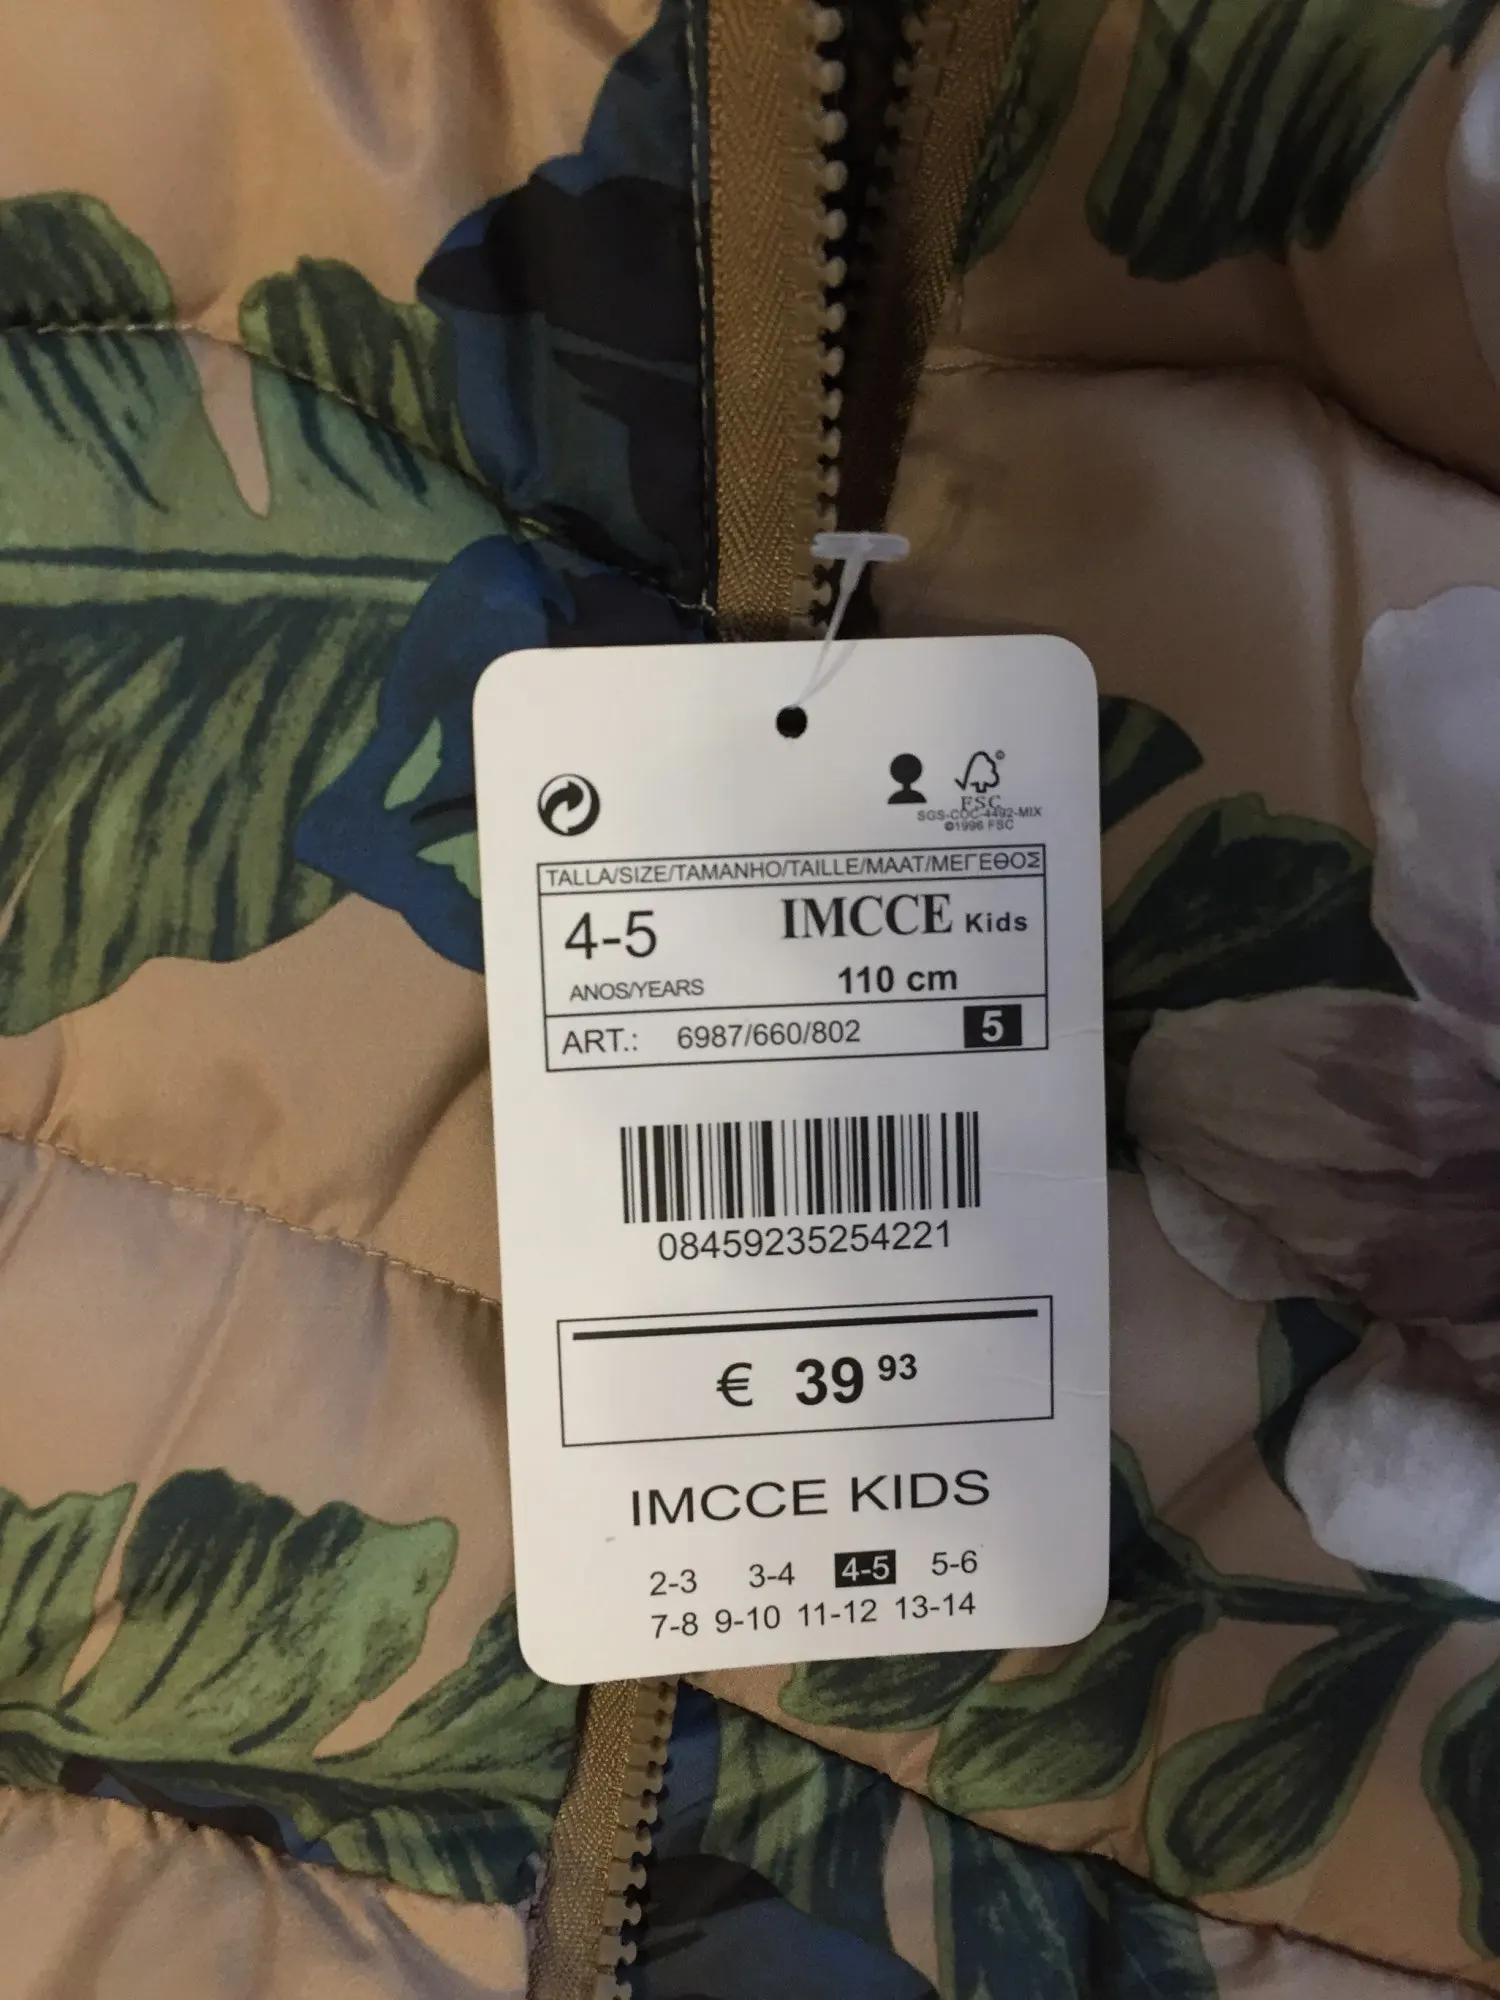 FSC
SGS-COC-4492-MIX
©1996 FSC
TALLA/SIZE/TAMANHO/TAILLE/MAAT/ΜΕΓΕΘΟΣ
4-5 IMCCE Kids
ANOS/YEARS 110 cm
ART.: 6987/660/802 5
08459235254221
€ 39 93
IMCCE KIDS
2-3 3-4 4-5 5-6
7-8 9-10 11-12 13-14